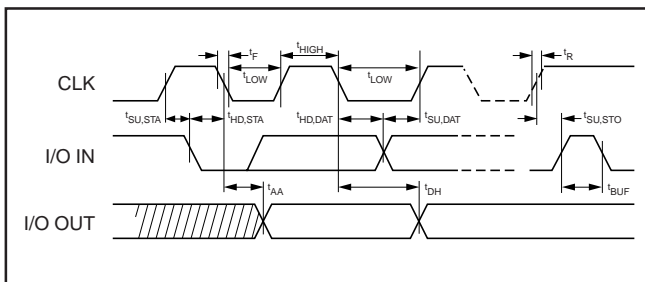 tF tHIGH tR
CLK tLOW tLOW
tSU,STA tHD,STA tHD,DAT tSU,DAT tSU,STO
I/O IN
tAA tDH tBUF
I/O OUT